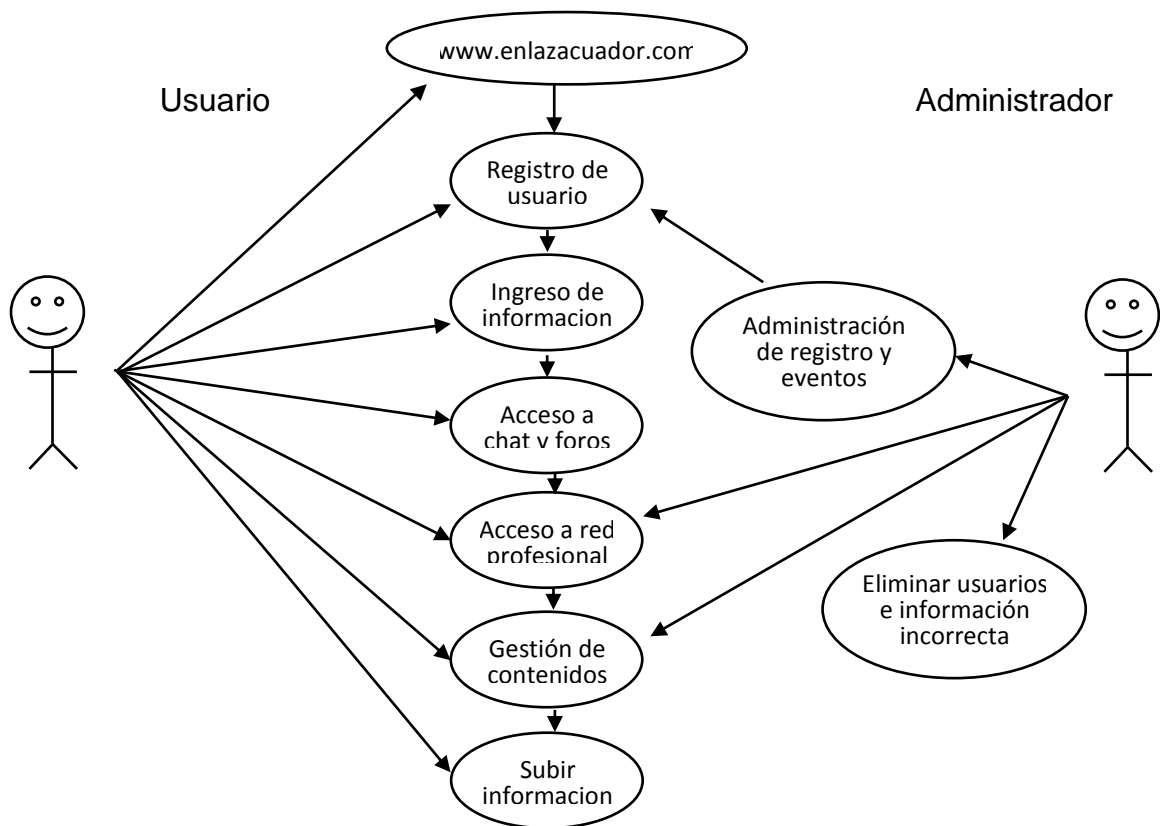 www.enlazacuador.com
Usuario
Administrador
Registro de
usuario
Ingreso de
informacion
Administración
de registro y
eventos
Acceso a
chat y foros
Acceso a red
profesional
Eliminar usuarios
e información
incorrecta
Gestión de
contenidos
Subir
informacion